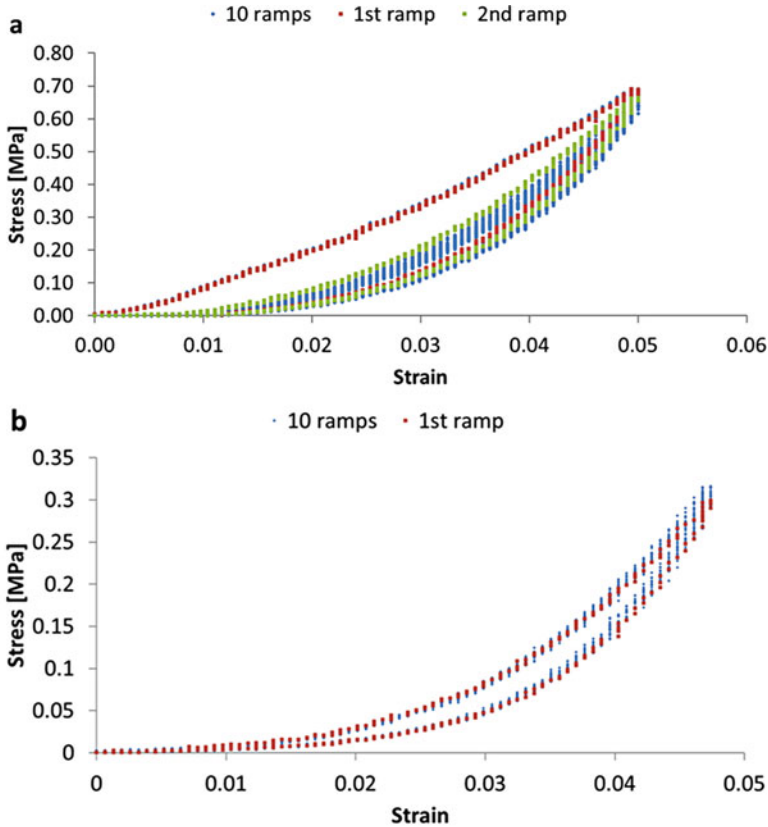 a
10 ramps 1st ramp 2nd ramp
Stress [MPa]
0.80
0.70
0.60
0.50
0.40
0.30
0.20
0.10
0.00
0.00 0.01 0.02 0.03 0.04 0.05 0.06
Strain
b
10 ramps 1st ramp
Stress [MPa]
0.35
0.3
0.25
0.2
0.15
0.1
0.05
0
0 0.01 0.02 0.03 0.04 0.05
Strain